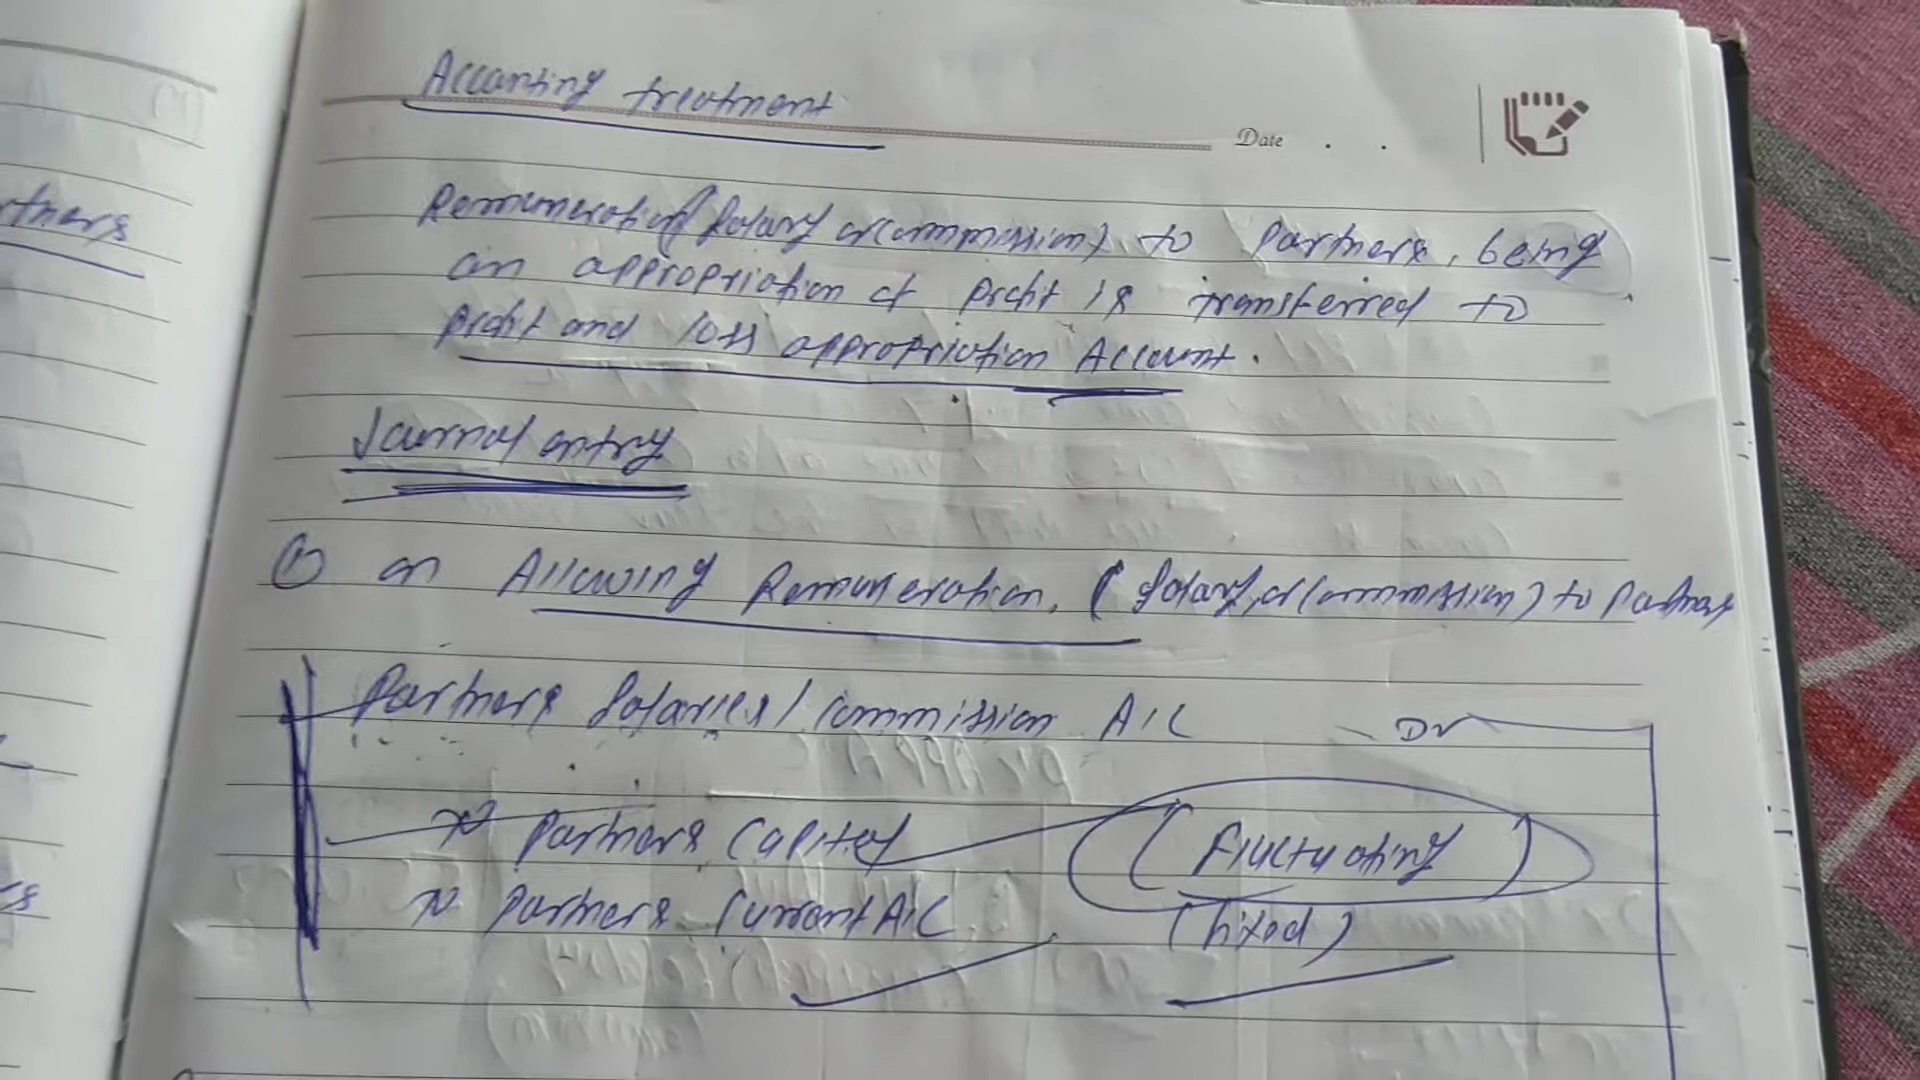 Accounting treatment
Date . .
Remuneration (Salary or commission) to Partners, being
an appropriation of profit is transferred to
profit and loss appropriation Account.
Journal entry
① on Allowing Remuneration, (Salary or commission) to Partners
Partners Salaries / Commission A/C Dr
To Partners Capital (Fluctuating)
To Partners Current A/C (fixed)
rtners